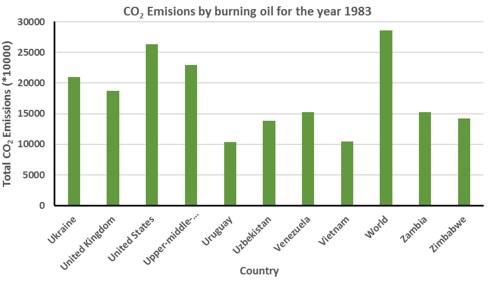 CO₂ Emisions by burning oil for the year 1983
Total CO₂ Emissions (*10000)
30000
25000
20000
15000
10000
5000
0
Ukraine
United Kingdom
United States
Upper-middle-...
Uruguay
Uzbekistan
Venezuela
Vietnam
World
Zambia
Zimbabwe
Country